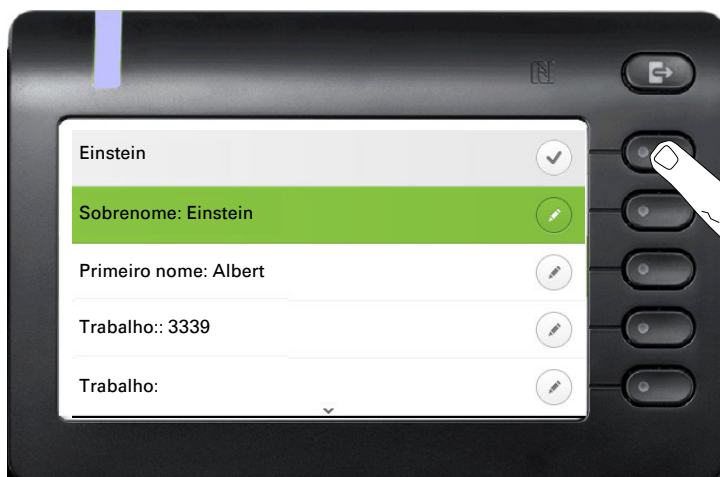 Einstein
Sobrenome: Einstein
Primeiro nome: Albert
Trabalho:: 3339
Trabalho: